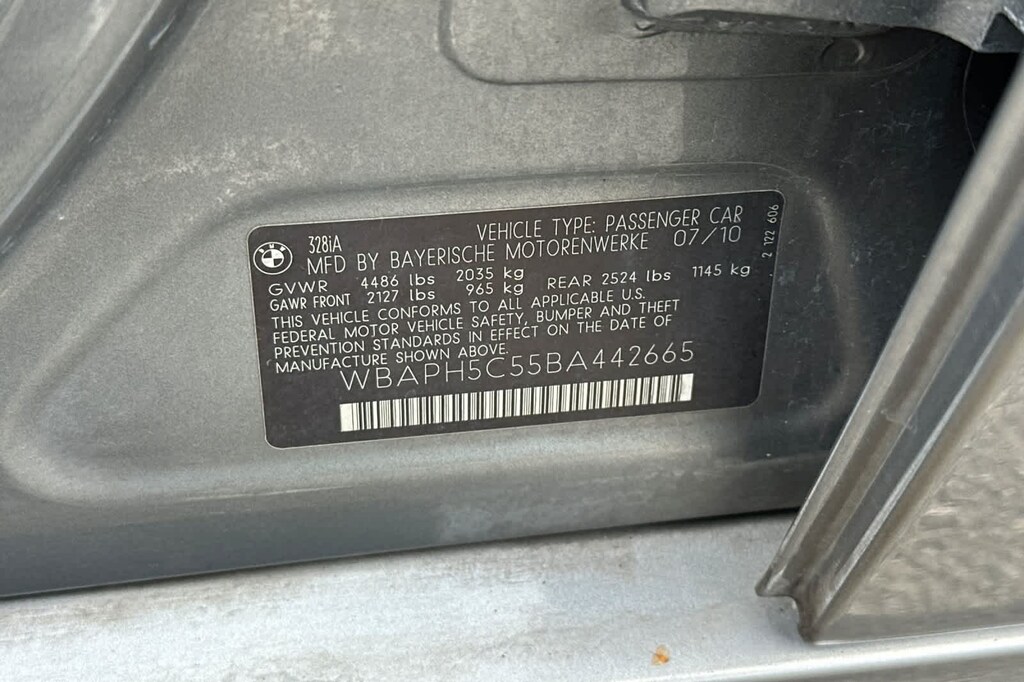 BMW
328iA
VEHICLE TYPE: PASSENGER CAR
MFD BY BAYERISCHE MOTORENWERKE 07/10
GVWR 4486 lbs 2035 kg
GAWR FRONT 2127 lbs 965 kg REAR 2524 lbs 1145 kg
THIS VEHICLE CONFORMS TO ALL APPLICABLE U.S.
FEDERAL MOTOR VEHICLE SAFETY, BUMPER AND THEFT
PREVENTION STANDARDS IN EFFECT ON THE DATE OF
MANUFACTURE SHOWN ABOVE.
WBAPH5C55BA442665
2 122 606